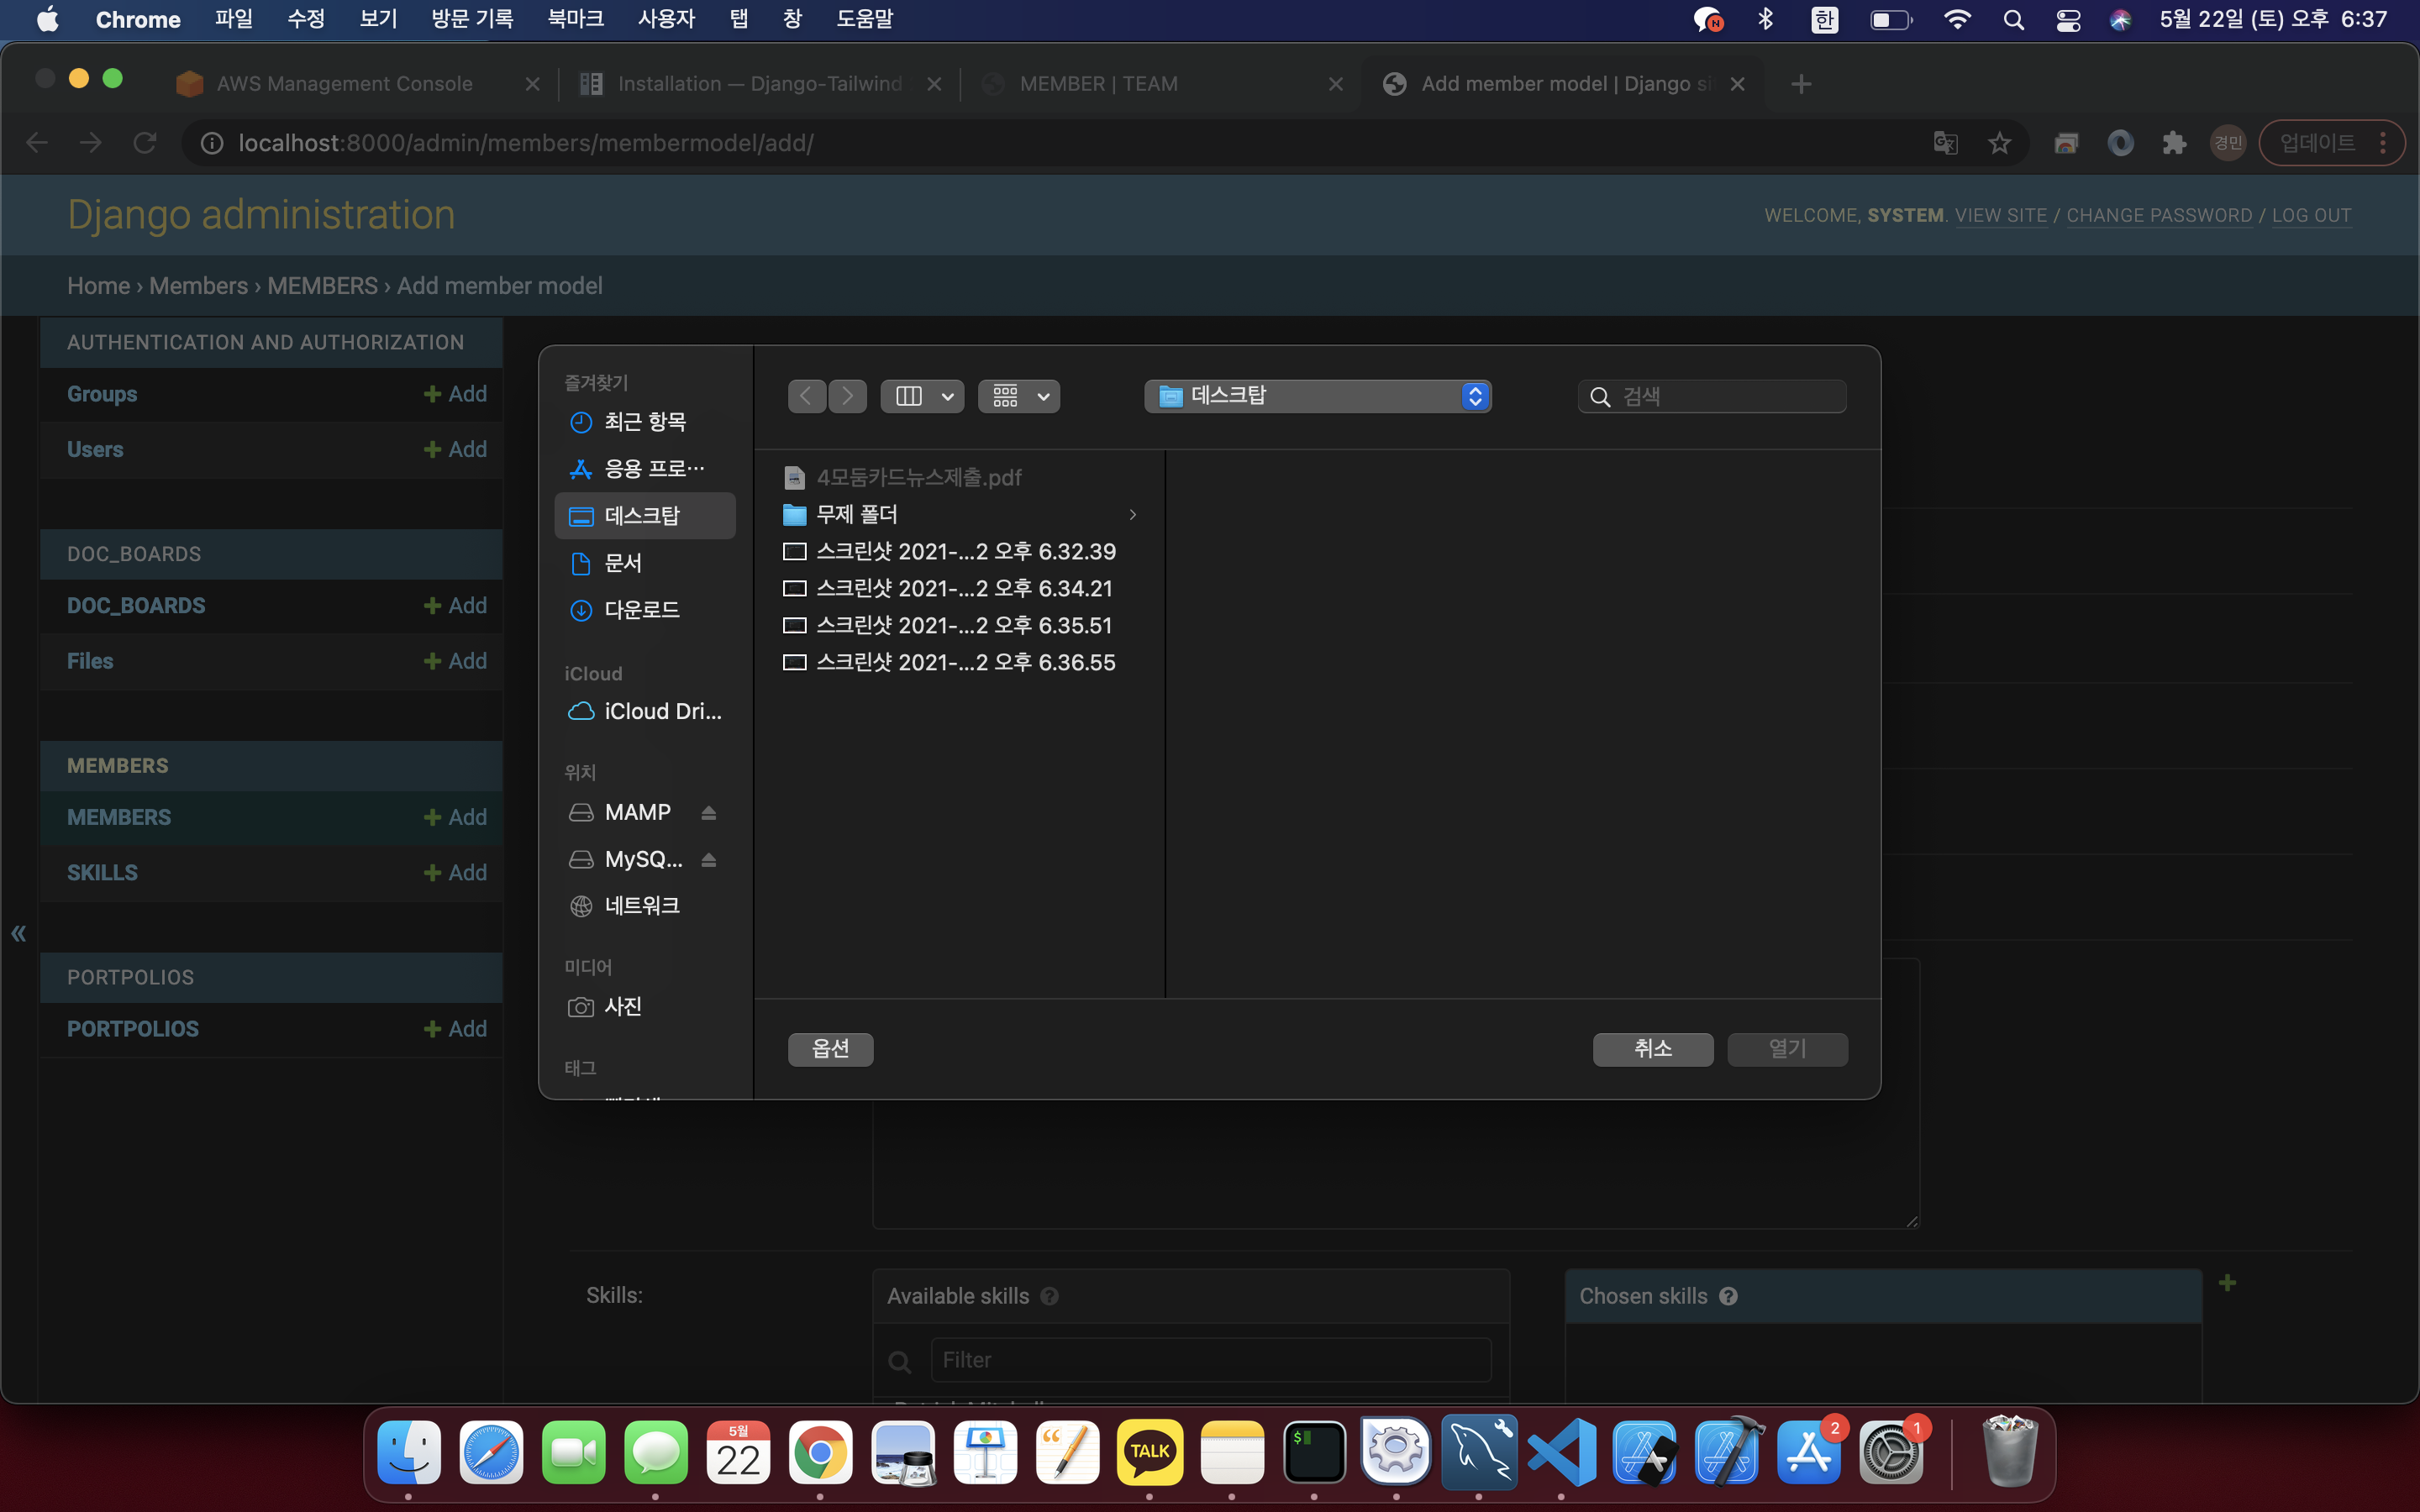 Chrome 파일 수정 보기 방문 기록 북마크 사용자 탭 창 도움말
N 한 5월 22일 (토) 오후 6:37
AWS Management Console
Installation — Django-Tailwind
MEMBER | TEAM
Add member model | Django si
localhost:8000/admin/members/membermodel/add/
경민
업데이트
Django administration
WELCOME, SYSTEM. VIEW SITE / CHANGE PASSWORD / LOG OUT
Home › Members › MEMBERS › Add member model
AUTHENTICATION AND AUTHORIZATION
Groups + Add
Users + Add
DOC_BOARDS
DOC_BOARDS + Add
Files + Add
MEMBERS
MEMBERS + Add
SKILLS + Add
«
PORTPOLIOS
PORTPOLIOS + Add
즐겨찾기
최근 항목
응용 프로…
데스크탑
문서
다운로드
iCloud
iCloud Dri...
위치
MAMP
MySQ...
네트워크
미디어
사진
태그
데스크탑
검색
4모둠카드뉴스제출.pdf
무제 폴더
스크린샷 2021-...2 오후 6.32.39
스크린샷 2021-...2 오후 6.34.21
스크린샷 2021-...2 오후 6.35.51
스크린샷 2021-...2 오후 6.36.55
옵션
취소
열기
Skills:
Available skills ?
Filter
Chosen skills ?
5월
22
TALK
$
2
1